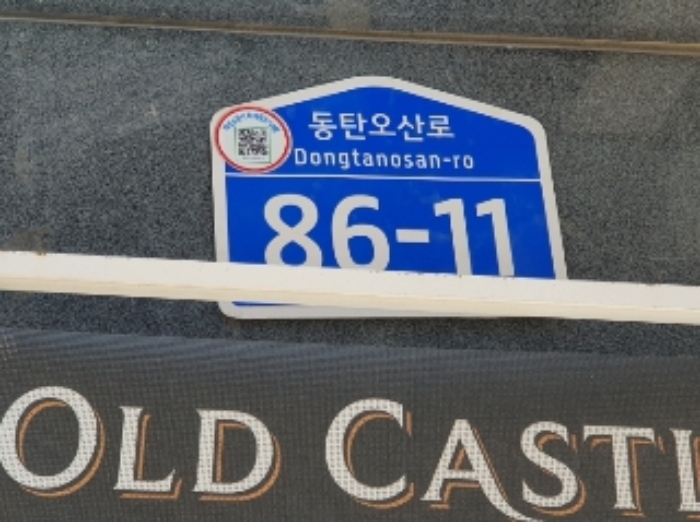 동탄오산로
Dongtanosan-ro
86-11
OLD CASTL